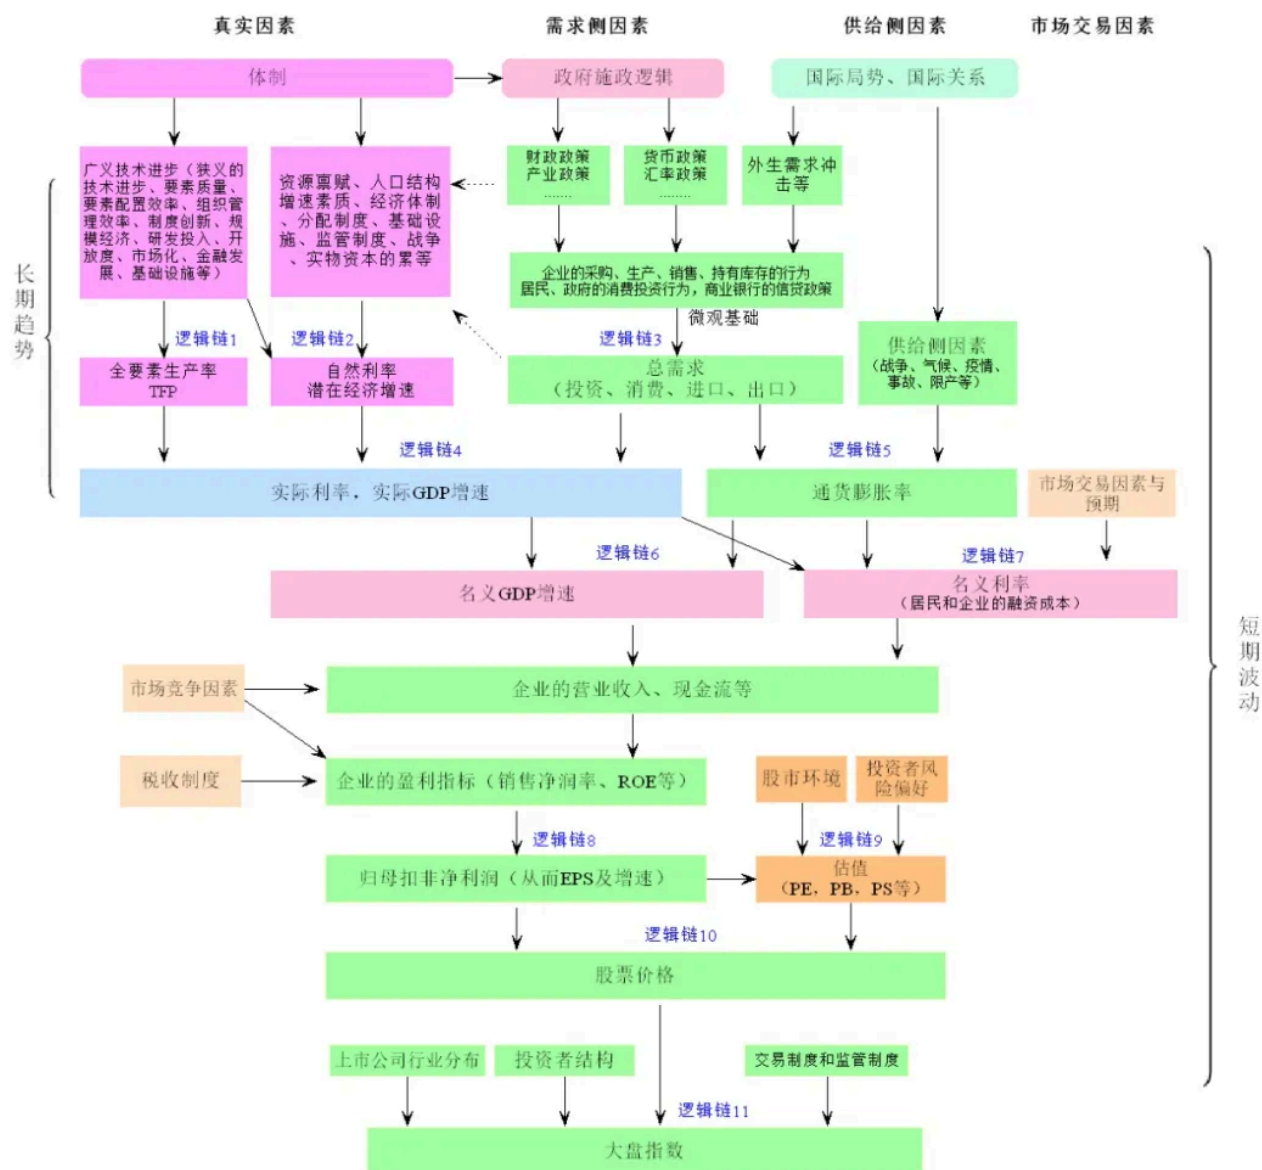 真实因素
需求侧因素
供给侧因素
市场交易因素
体制
政府施政逻辑
国际局势、国际关系
广义技术进步（狭义的
技术进步、要素质量、
要素配置效率、组织管
理效率、制度创新、规
模经济、研发投入、开
放度、市场化、金融发
展、基础设施等）
资源禀赋、人口结构
增速素质、经济体制
、分配制度、基础设
施、监管制度、战争
、实物资本的累等
财政政策
产业政策
.......
货币政策
汇率政策
.......
外生需求冲
击等
企业的采购、生产、销售、持有库存的行为
居民、政府的消费投资行为，商业银行的信贷政策
微观基础
长期趋势
逻辑链1
逻辑链2
逻辑链3
全要素生产率
TFP
自然利率
潜在经济增速
总需求
（投资、消费、进口、出口）
供给侧因素
（战争、气候、疫情、
事故、限产等）
逻辑链4
逻辑链5
实际利率，实际GDP增速
通货膨胀率
市场交易因素与
预期
逻辑链6
逻辑链7
名义GDP增速
名义利率
（居民和企业的融资成本）
短期波动
市场竞争因素
企业的营业收入、现金流等
税收制度
企业的盈利指标（销售净润率、ROE等）
股市环境
投资者风
险偏好
逻辑链8
逻辑链9
归母扣非净利润（从而EPS及增速）
估值
（PE，PB，PS等）
逻辑链10
股票价格
上市公司行业分布
投资者结构
交易制度和监管制度
逻辑链11
大盘指数